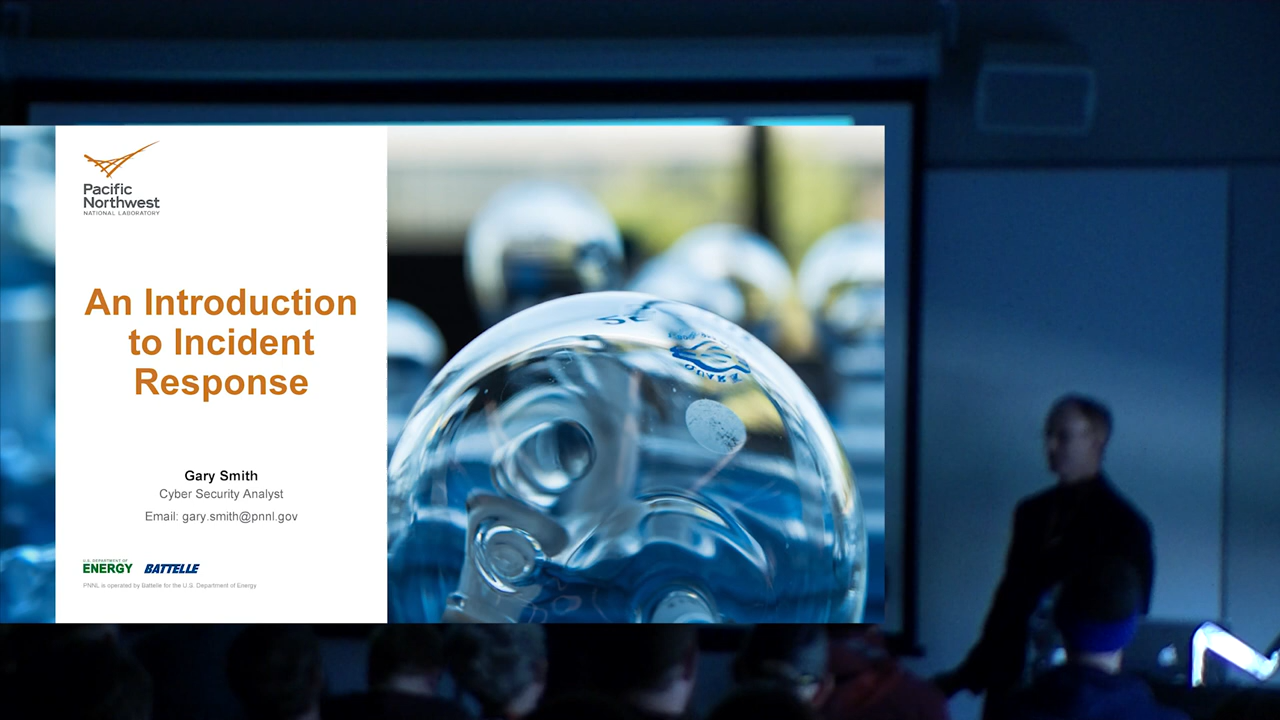 Pacific
Northwest
NATIONAL LABORATORY
An Introduction
to Incident
Response
Gary Smith
Cyber Security Analyst
Email: gary.smith@pnnl.gov
U.S. DEPARTMENT OF
ENERGY
BATTELLE
PNNL is operated by Battelle for the U.S. Department of Energy